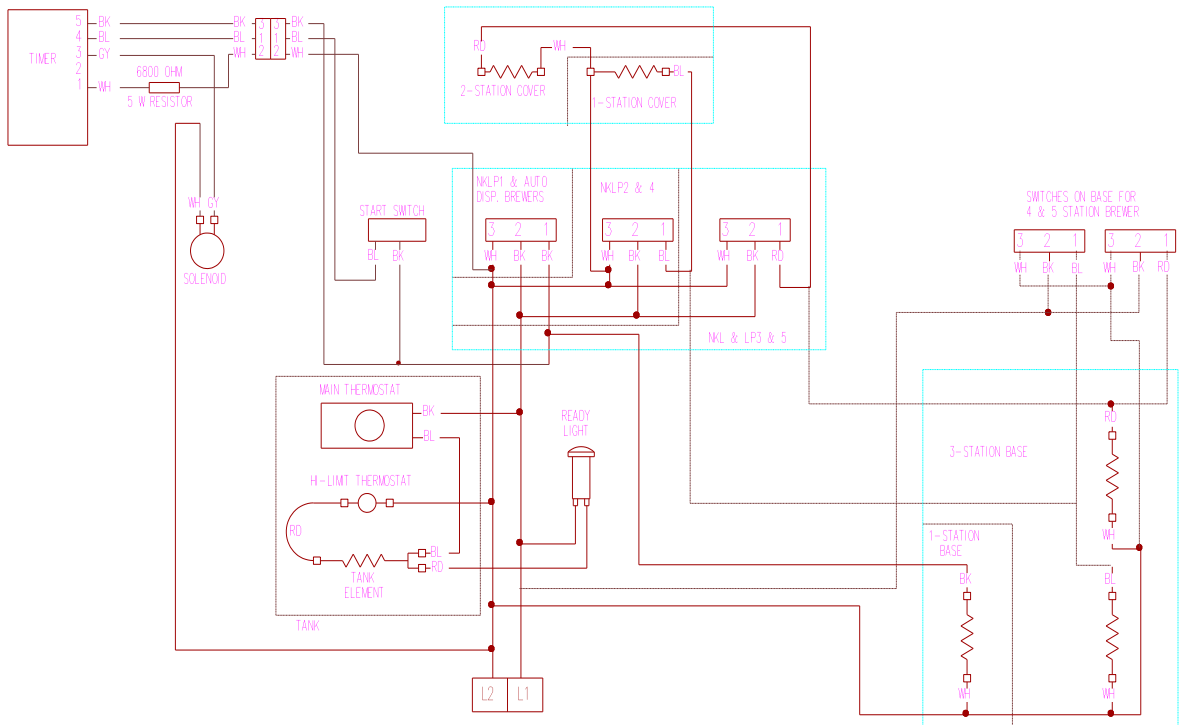 TIMER
5 BK
4 BL
3 GY
2
1 WH
6800 OHM
5 W RESISTOR
BK 3 3 BK
BL 1 1 BL
WH 2 2 WH
RD WH BL
2-STATION COVER
1-STATION COVER
WH GY
SOLENOID
START SWITCH
BL BK
NKLP1 & AUTO
DISP. BREWERS
3 2 1
WH BK BK
NKLP2 & 4
3 2 1
WH BK BL
3 2 1
WH BK RD
NKL & LP3 & 5
SWITCHES ON BASE FOR
4 & 5 STATION BREWER
3 2 1
WH BK BL
3 2 1
WH BK RD
MAIN THERMOSTAT
BK
BL
HI-LIMIT THERMOSTAT
RD
BL
RD
TANK
ELEMENT
TANK
READY
LIGHT
3-STATION BASE
RD
WH
1-STATION
BASE
BK
WH
BL
WH
L2 L1